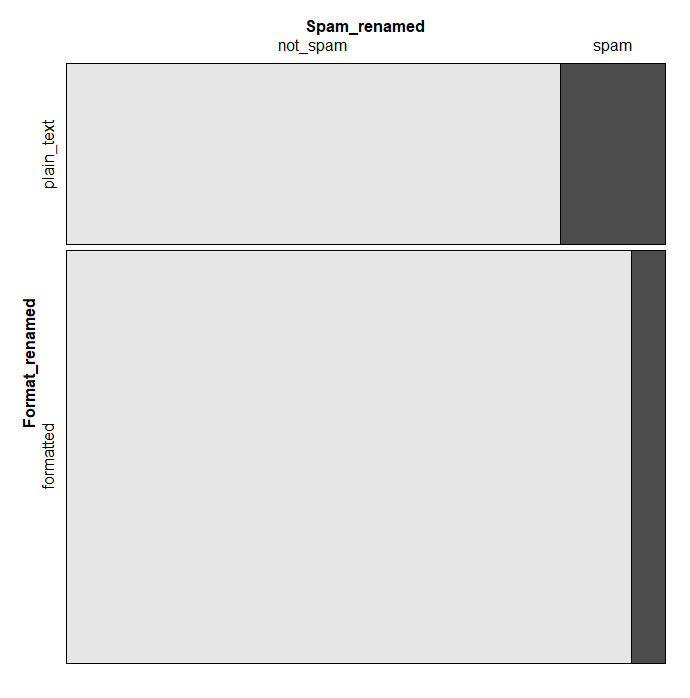 Spam_renamed
not_spam spam
plain_text
Format_renamed
formatted